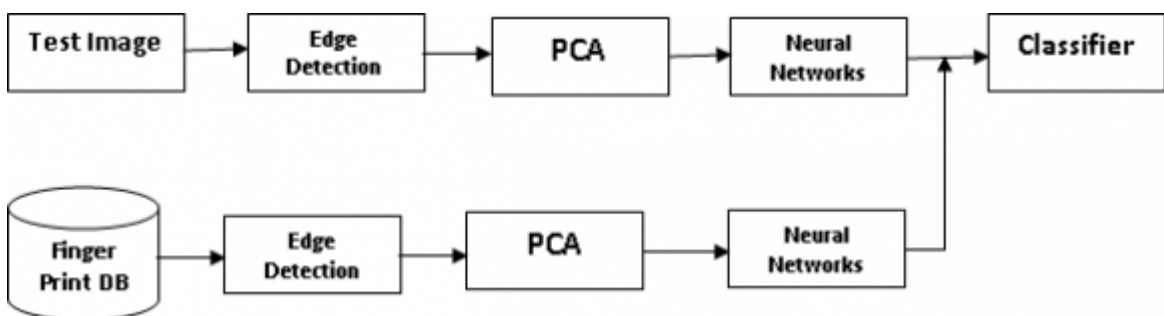 Test Image
Edge
Detection
PCA
Neural
Networks
Classifier
Finger
Print DB
Edge
Detection
PCA
Neural
Networks